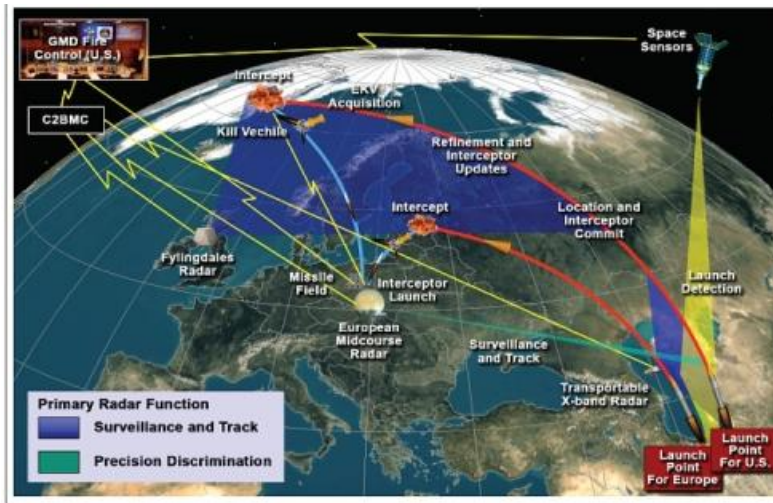 GMD Fire
Control (U.S.)
Space
Sensors
C2BMC
Intercept
EKV
Acquisition
Kill Vechile
Refinement and
Interceptor
Updates
Intercept
Location and
Interceptor
Commit
Fylingdales
Radar
Missile
Field
Interceptor
Launch
Launch
Detection
European
Midcourse
Radar
Surveillance
and Track
Transportable
X-band Radar
Primary Radar Function
Surveillance and Track
Precision Discrimination
Launch
Point
For Europe
Launch
Point
For U.S.